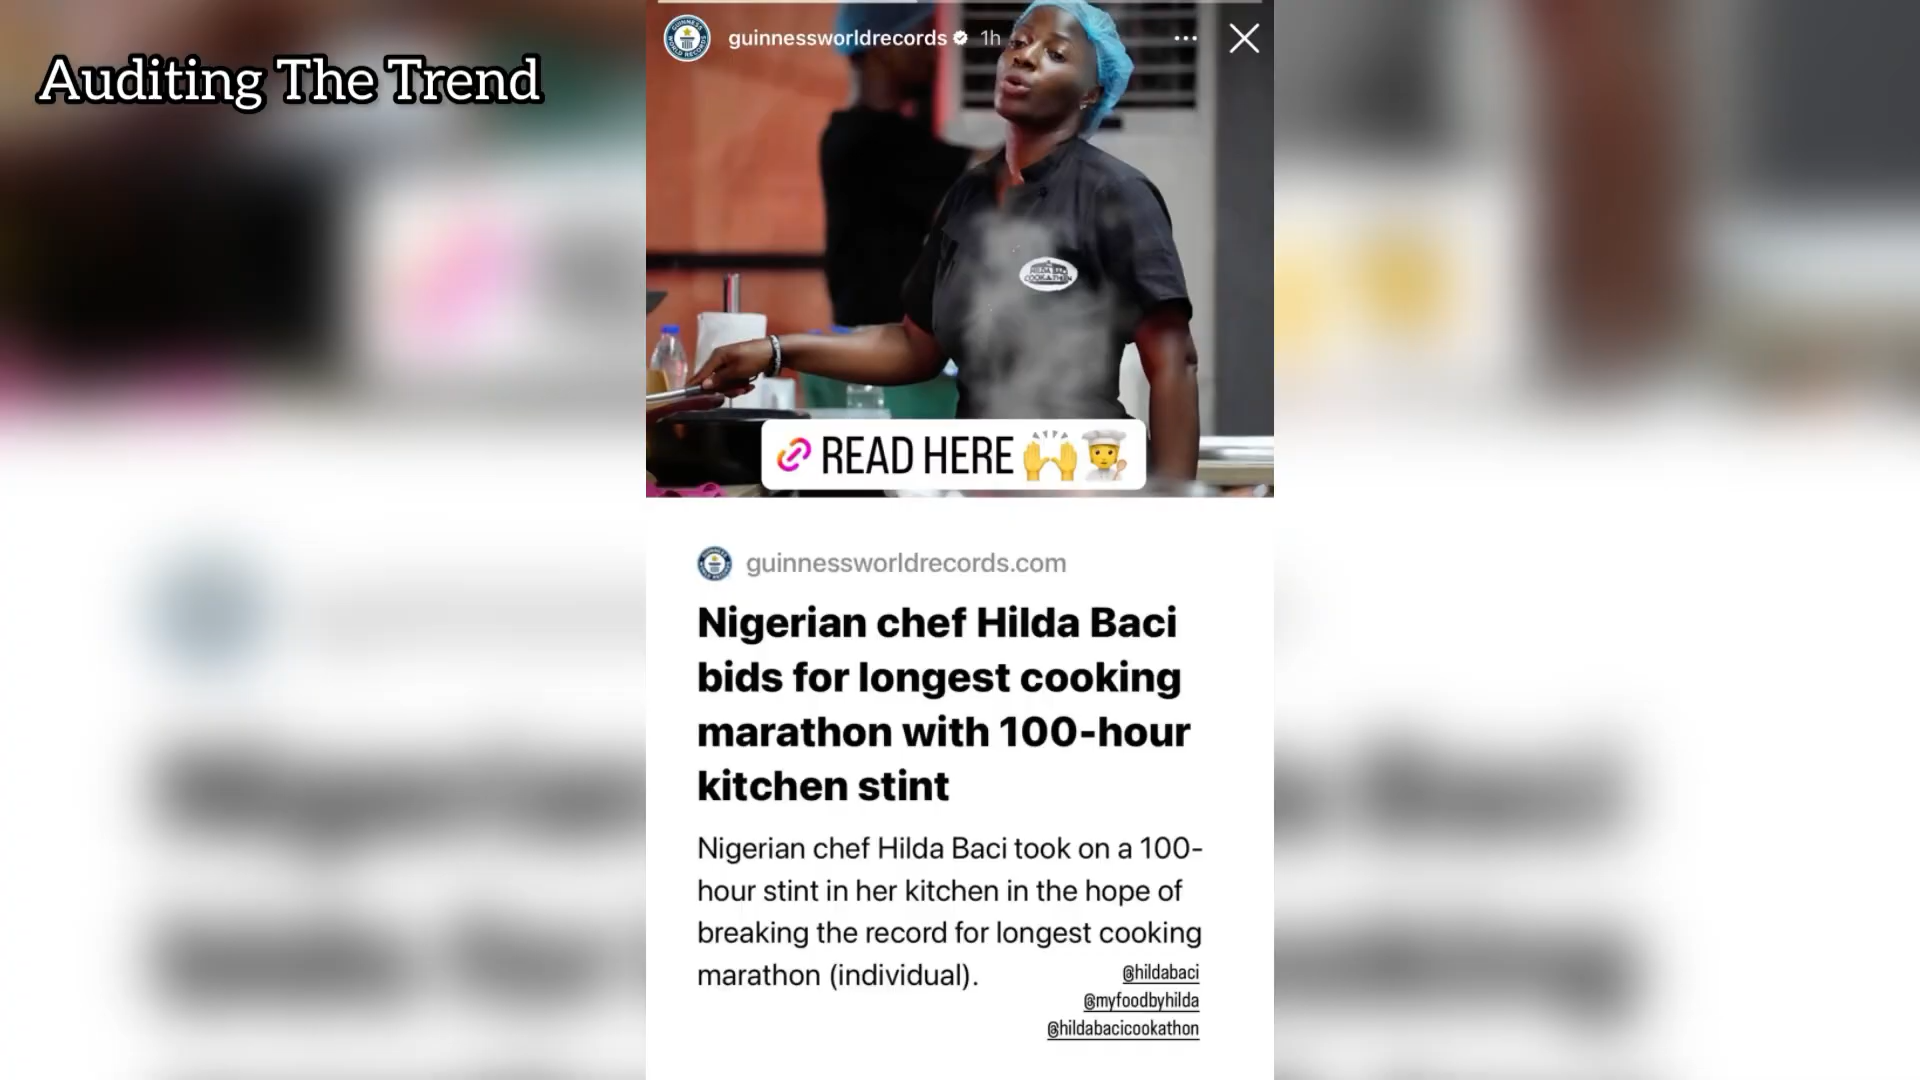 Auditing The Trend
guinnessworldrecords 1h
READ HERE
guinnessworldrecords.com
Nigerian chef Hilda Baci
bids for longest cooking
marathon with 100-hour
kitchen stint
Nigerian chef Hilda Baci took on a 100-
hour stint in her kitchen in the hope of
breaking the record for longest cooking
marathon (individual).
@hildabaci
@myfoodbyhilda
@hildabacicookathon